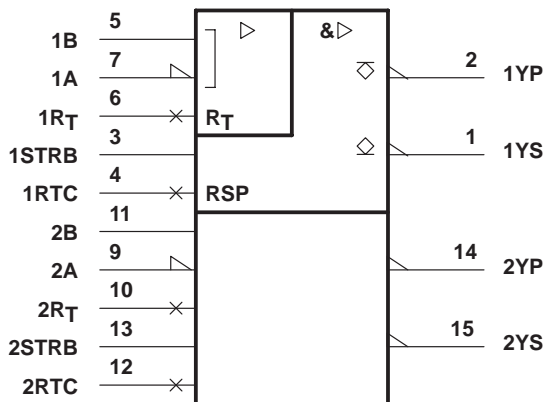 1B 5 &
1A 7 2 1YP
1RT 6 RT
1STRB 3 1 1YS
1RTC 4 RSP
2B 11
2A 9 14 2YP
2RT 10
2STRB 13 15 2YS
2RTC 12